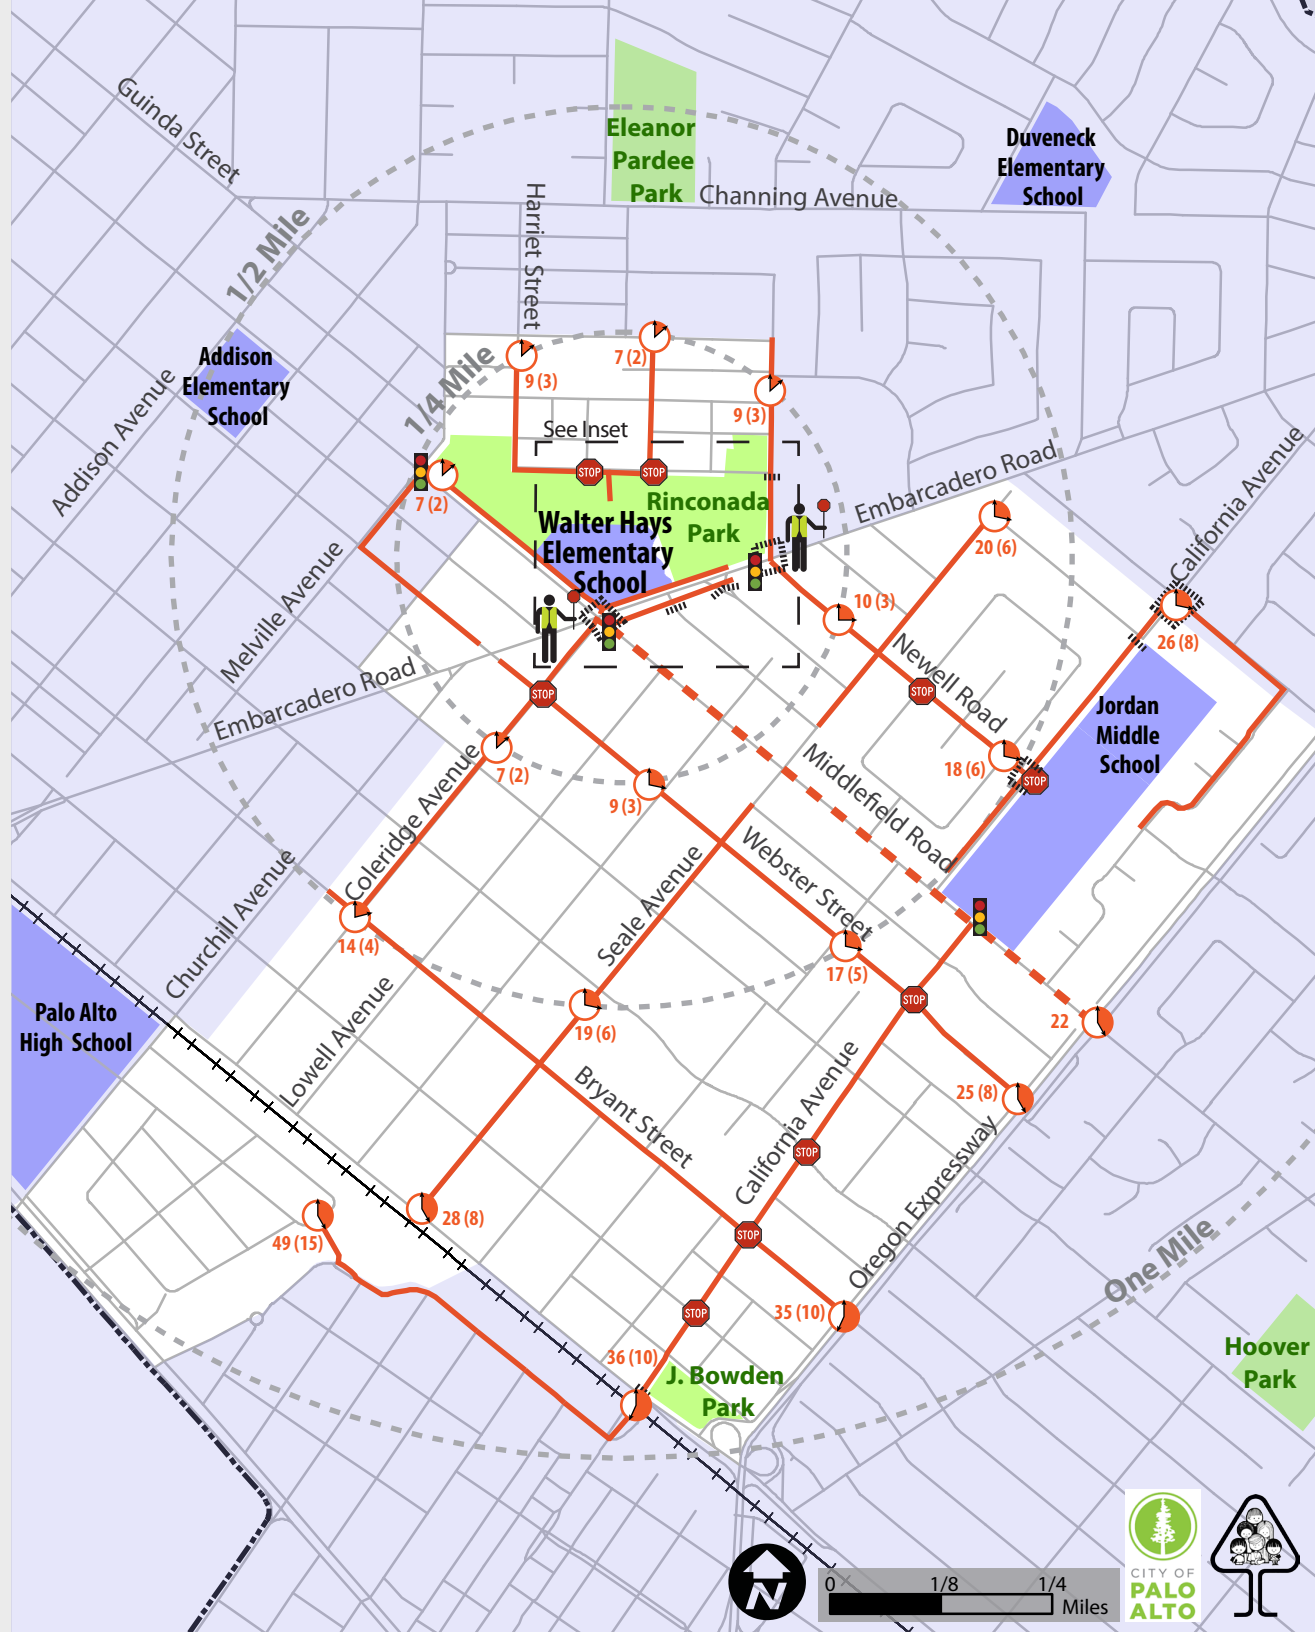 Guinda Street
Eleanor
Pardee
Park
Duveneck
Elementary
School
Channing Avenue
Harriet Street
1/2 Mile
Addison
Elementary
School
Addison Avenue
1/4 Mile
9 (3)
7 (2)
9 (3)
See Inset
STOP
STOP
7 (2)
Rinconada
Park
Walter Hays
Elementary
School
Embarcadero Road
20 (6)
California Avenue
10 (3)
26 (8)
Melville Avenue
Embarcadero Road
Newell Road
STOP
STOP
Jordan
Middle
School
7 (2)
9 (3)
18 (6)
STOP
Middlefield Road
Coleridge Avenue
Webster Street
Churchill Avenue
Seale Avenue
14 (4)
17 (5)
STOP
Palo Alto
High School
Lowell Avenue
19 (6)
22
Bryant Street
California Avenue
25 (8)
STOP
Oregon Expressway
28 (8)
49 (15)
STOP
One Mile
STOP
35 (10)
36 (10)
J. Bowden
Park
Hoover
Park
N
0
1/8
1/4
Miles
CITY OF
PALO
ALTO